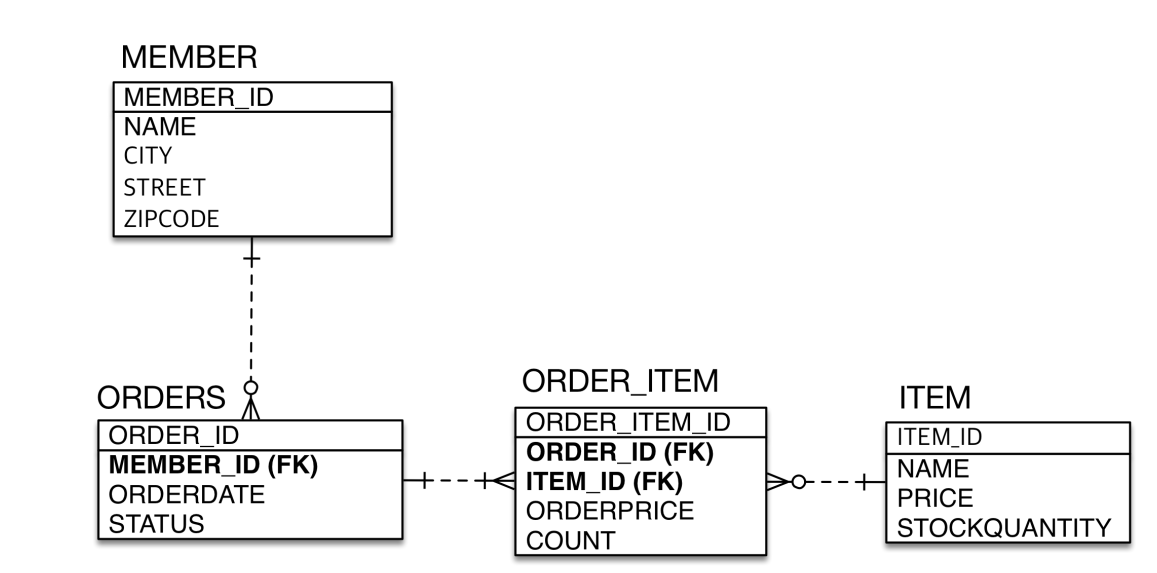 MEMBER
MEMBER_ID
NAME
CITY
STREET
ZIPCODE
ORDERS
ORDER_ID
MEMBER_ID (FK)
ORDERDATE
STATUS
ORDER_ITEM
ORDER_ITEM_ID
ORDER_ID (FK)
ITEM_ID (FK)
ORDERPRICE
COUNT
ITEM
ITEM_ID
NAME
PRICE
STOCKQUANTITY